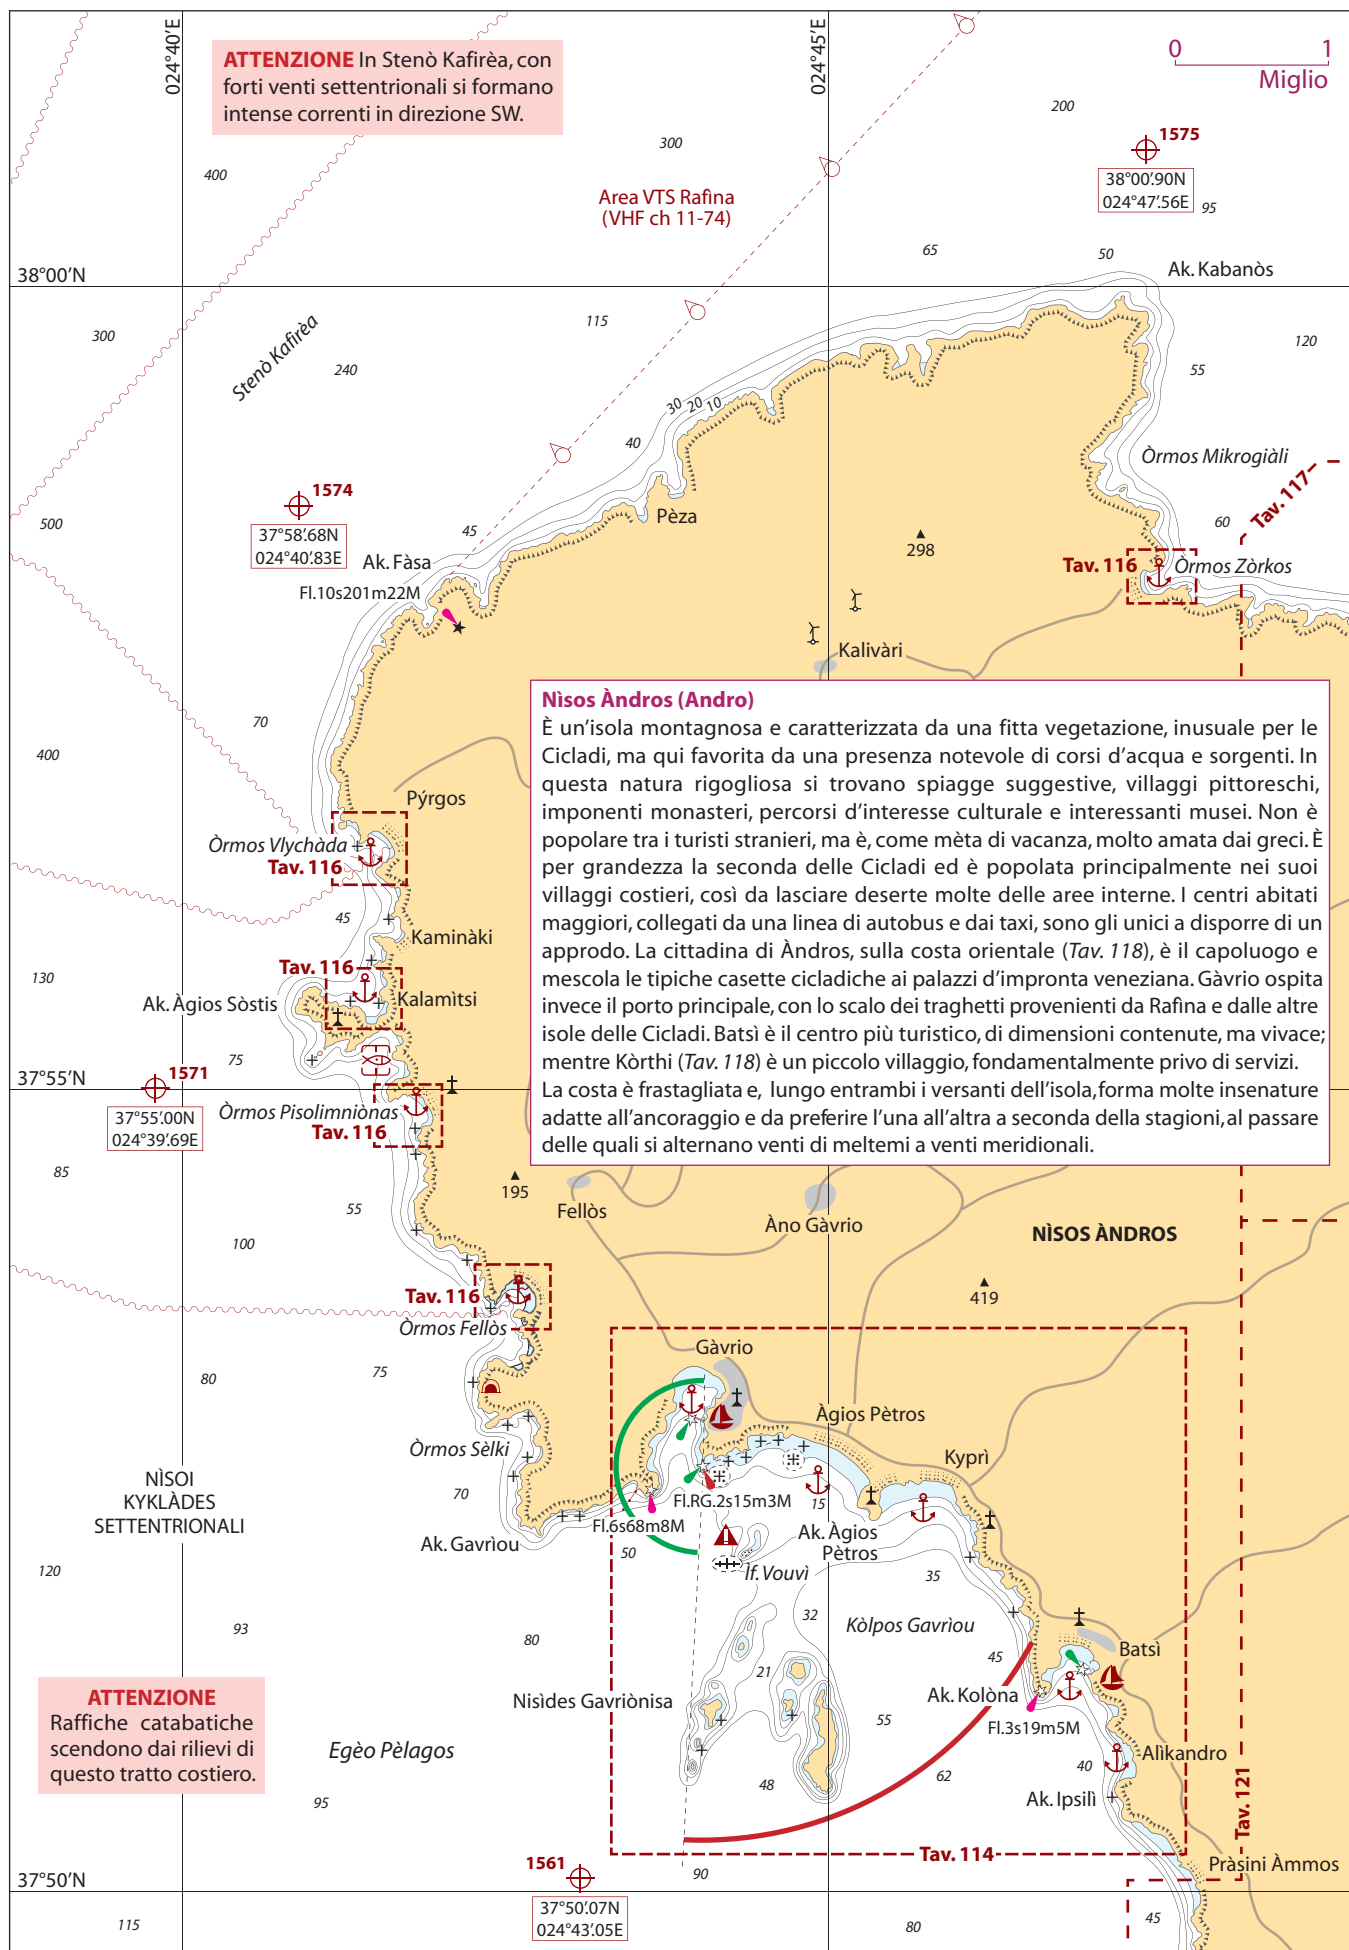 024°40'E
024°45'E
ATTENZIONE In Stenò Kafirèa, con
forti venti settentrionali si formano
intense correnti in direzione SW.
0 1
Miglio
200
300
400
1575
38°00'.90N
024°47'.56E
95
Area VTS Rafìna
(VHF ch 11-74)
65
50
Ak. Kabanòs
38°00'N
300
Stenò Kafirèa
115
120
240
55
30
20
10
40
Òrmos Mikrogiàli
1574
37°58'.68N
024°40'.83E
500
45
Pèza
298
60
Tav. 117
Ak. Fàsa
Fl.10s201m22M
Tav. 116
Òrmos Zòrkos
Kalivàri
70
400
Nìsos Àndros (Andro)
È un'isola montagnosa e caratterizzata da una fitta vegetazione, inusuale per le
Cicladi, ma qui favorita da una presenza notevole di corsi d'acqua e sorgenti. In
questa natura rigogliosa si trovano spiagge suggestive, villaggi pittoreschi,
imponenti monasteri, percorsi d'interesse culturale e interessanti musei. Non è
popolare tra i turisti stranieri, ma è, come mèta di vacanza, molto amata dai greci. È
per grandezza la seconda delle Cicladi ed è popolata principalmente nei suoi
villaggi costieri, così da lasciare deserte molte delle aree interne. I centri abitati
maggiori, collegati da una linea di autobus e dai taxi, sono gli unici a disporre di un
approdo. La cittadina di Àndros, sulla costa orientale (Tav. 118), è il capoluogo e
mescola le tipiche casette cicladiche ai palazzi d'impronta veneziana. Gàvrio ospita
invece il porto principale, con lo scalo dei traghetti provenienti da Rafìna e dalle altre
isole delle Cicladi. Batsì è il centro più turistico, di dimensioni contenute, ma vivace;
mentre Kòrthi (Tav. 118) è un piccolo villaggio, fondamentalmente privo di servizi.
La costa è frastagliata e, lungo entrambi i versanti dell'isola, forma molte insenature
adatte all'ancoraggio e da preferire l'una all'altra a seconda della stagioni, al passare
delle quali si alternano venti di meltemi a venti meridionali.
Pýrgos
Òrmos Vlychàda
Tav. 116
45
Kaminàki
130
Tav. 116
Kalamìtsi
Ak. Àgios Sòstis
75
37°55'N
1571
37°55'.00N
024°39'.69E
Òrmos Pisolimniònas
Tav. 116
85
55
195
Fellòs
Àno Gàvrio
NÌSOS ÀNDROS
100
419
Tav. 116
Òrmos Fellòs
75
80
Gàvrio
Àgios Pètros
Kyprì
Òrmos Sèlki
NÌSOI
KYKLÀDES
SETTENTRIONALI
70
Fl.RG.2s15m3M
15
Fl.6s68m8M
Ak. Gavrìou
Ak. Àgios
Pètros
50
Ìf. Vouvì
120
35
32
Kòlpos Gavrìou
93
80
45
Batsì
21
ATTENZIONE
Raffiche catabatiche
scendono dai rilievi di
questo tratto costiero.
Nisìdes Gavriònisa
Ak. Kolòna
Fl.3s19m5M
55
Egèo Pèlagos
Alìkandro
40
62
48
95
Ak. Ipsilì
Tav. 121
Tav. 114
Pràsini Àmmos
37°50'N
1561
37°50'.07N
024°43'.05E
90
115
80
45